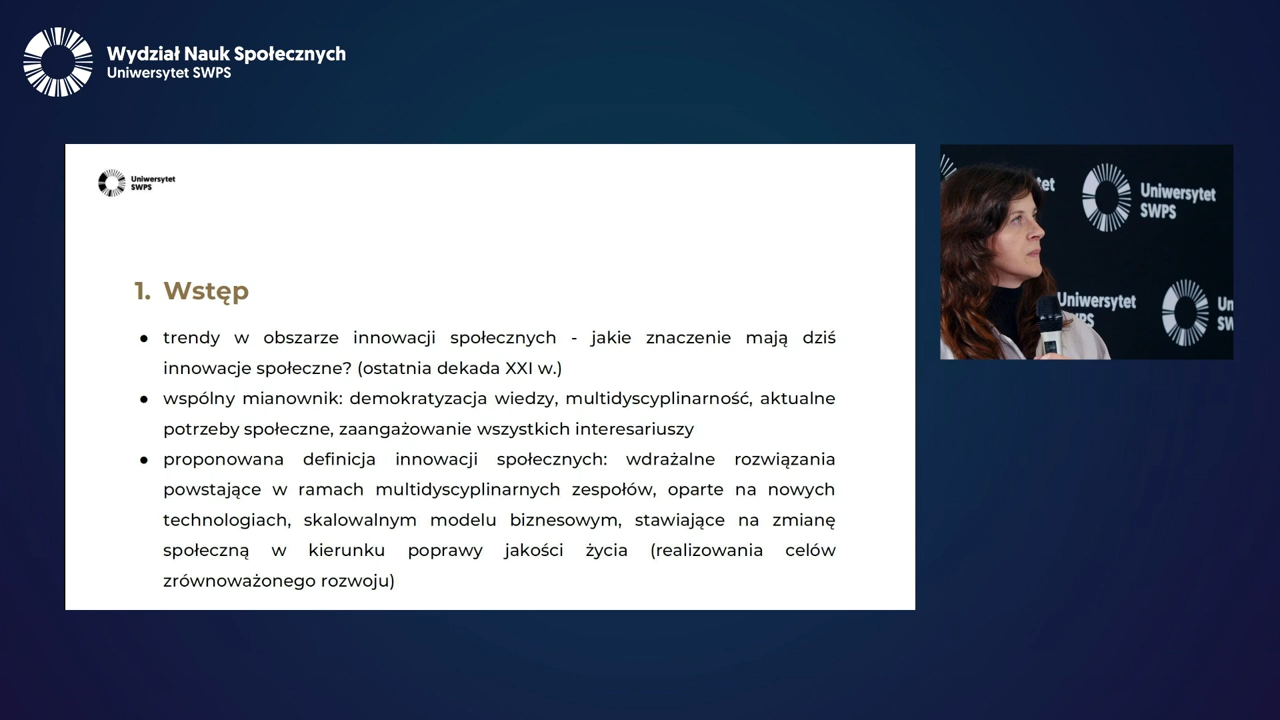 Wydział Nauk Społecznych
Uniwersytet SWPS
Uniwersytet
SWPS
1. Wstęp
● trendy w obszarze innowacji społecznych - jakie znaczenie mają dziś
innowacje społeczne? (ostatnia dekada XXI w.)
● wspólny mianownik: demokratyzacja wiedzy, multidyscyplinarność, aktualne
potrzeby społeczne, zaangażowanie wszystkich interesariuszy
● proponowana definicja innowacji społecznych: wdrażalne rozwiązania
powstające w ramach multidyscyplinarnych zespołów, oparte na nowych
technologiach, skalowalnym modelu biznesowym, stawiające na zmianę
społeczną w kierunku poprawy jakości życia (realizowania celów
zrównoważonego rozwoju)
Uniwersytet
SWPS
Uniwersytet